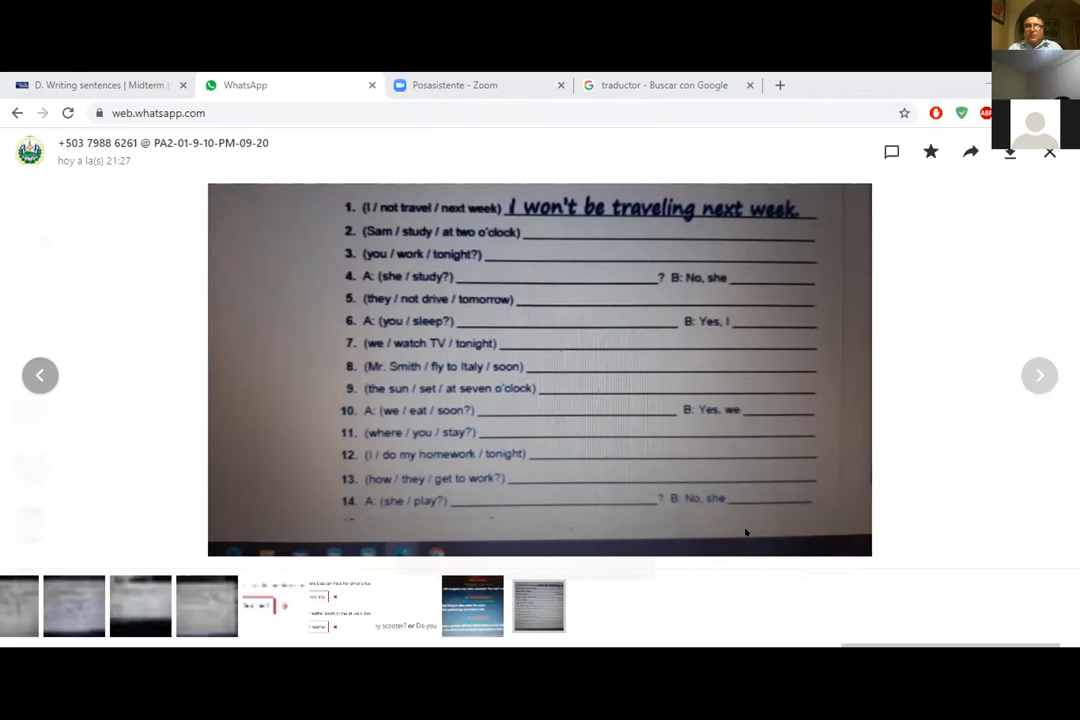 D. Writing sentences | Midterm |
WhatsApp
Posasistente - Zoom
traductor - Buscar con Google
web.whatsapp.com
ABP
+503 7988 6261 @ PA2-01-9-10-PM-09-20
hoy a la(s) 21:27
1. (I / not travel / next week) I won't be traveling next week.
2. (Sam / study / at two o'clock)
3. (you / work / tonight?)
4. A: (she / study?) ? B: No, she
5. (they / not drive / tomorrow)
6. A: (you / sleep?) B: Yes, I
7. (we / watch TV / tonight)
8. (Mr. Smith / fly to Italy / soon)
9. (the sun / set / at seven o'clock)
10. A: (we / eat / soon?) B: Yes, we
11. (where / you / stay?)
12. (I / do my homework / tonight)
13. (how / they / get to work?)
14. A: (she / play?) ? B: No, she
y scooter? or Do you